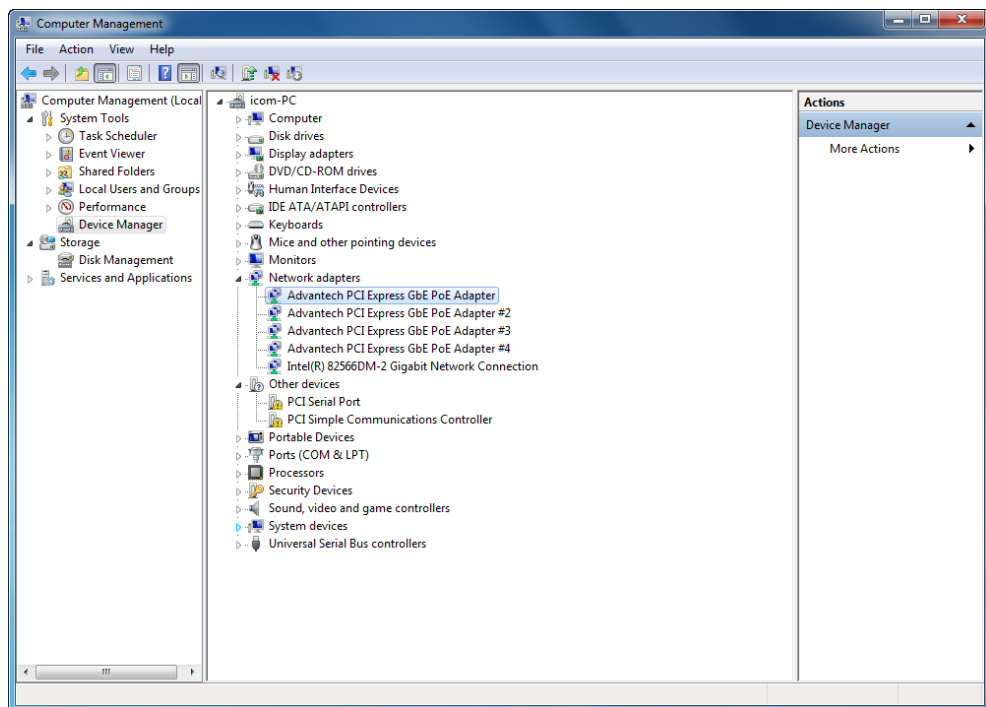 Computer Management
File Action View Help
Computer Management (Local
System Tools
Task Scheduler
Event Viewer
Shared Folders
Local Users and Groups
Performance
Device Manager
Storage
Disk Management
Services and Applications
icom-PC
Computer
Disk drives
Display adapters
DVD/CD-ROM drives
Human Interface Devices
IDE ATA/ATAPI controllers
Keyboards
Mice and other pointing devices
Monitors
Network adapters
Advantech PCI Express GbE PoE Adapter
Advantech PCI Express GbE PoE Adapter #2
Advantech PCI Express GbE PoE Adapter #3
Advantech PCI Express GbE PoE Adapter #4
Intel(R) 82566DM-2 Gigabit Network Connection
Other devices
PCI Serial Port
PCI Simple Communications Controller
Portable Devices
Ports (COM & LPT)
Processors
Security Devices
Sound, video and game controllers
System devices
Universal Serial Bus controllers
Actions
Device Manager
More Actions